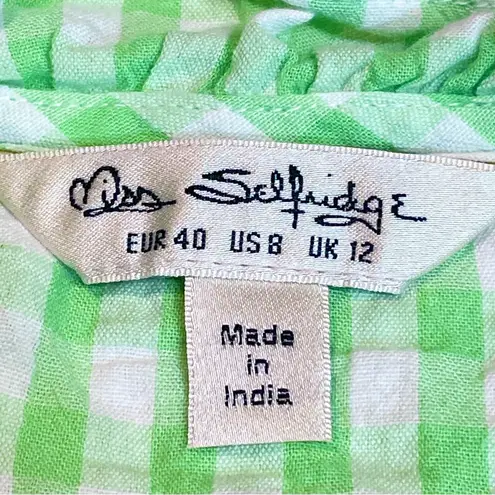 Miss Selfridge
EUR 40 US 8 UK 12
Made
in
India